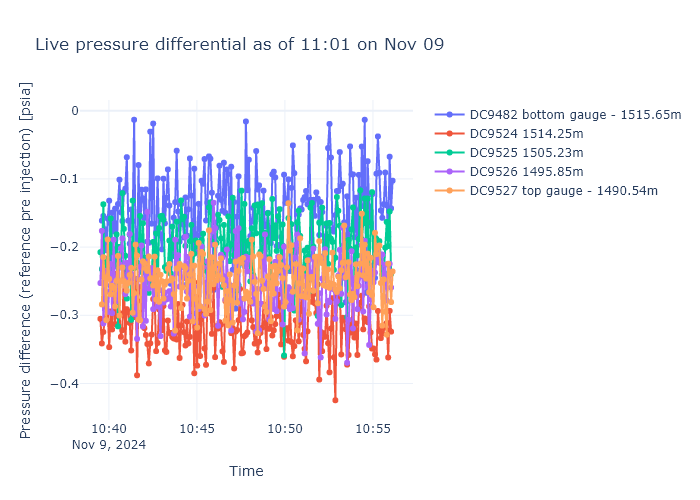 Live pressure differential as of 11:01 on Nov 09
Pressure difference (reference pre injection) [psia]
0
−0.1
−0.2
−0.3
−0.4
10:40
Nov 9, 2024
10:45
10:50
10:55
Time
DC9482 bottom gauge - 1515.65m
DC9524 1514.25m
DC9525 1505.23m
DC9526 1495.85m
DC9527 top gauge - 1490.54m